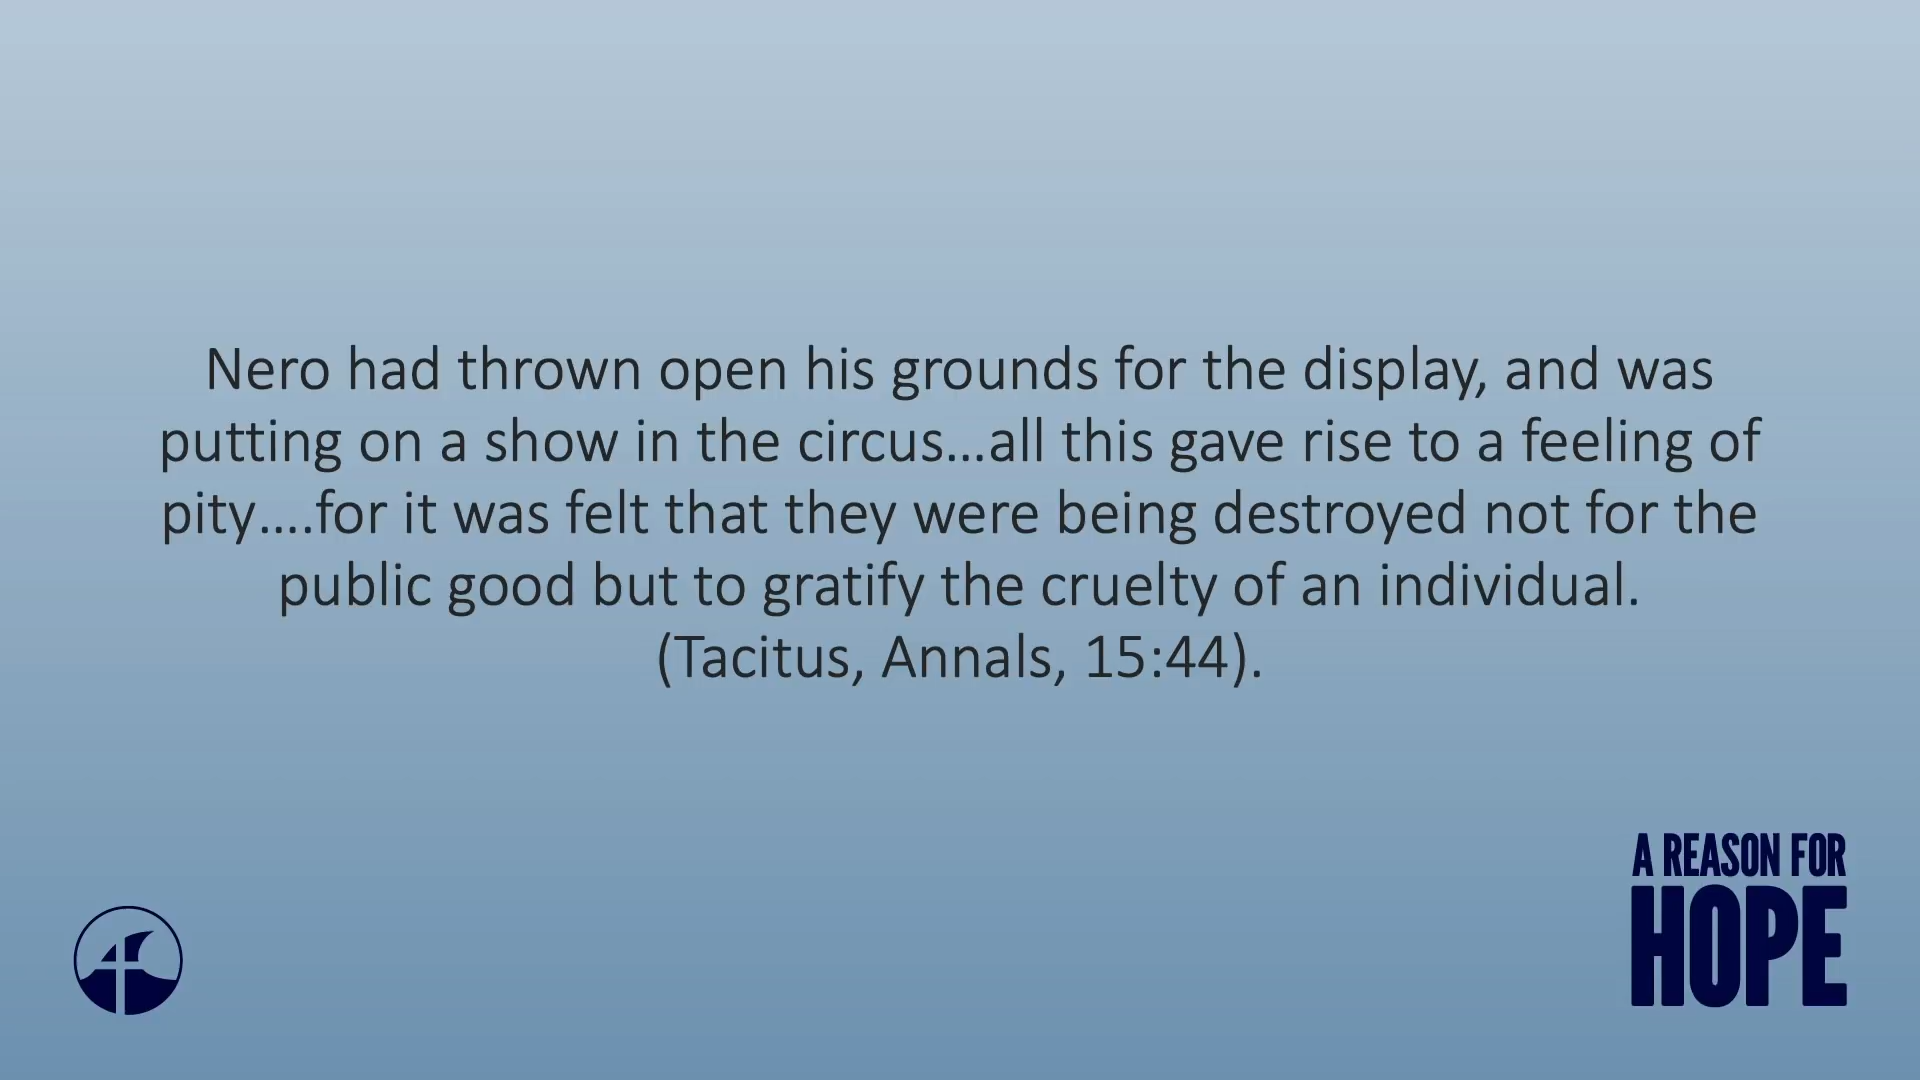 Nero had thrown open his grounds for the display, and was
putting on a show in the circus...all this gave rise to a feeling of
pity....for it was felt that they were being destroyed not for the
public good but to gratify the cruelty of an individual.
(Tacitus, Annals, 15:44).
A REASON FOR
HOPE